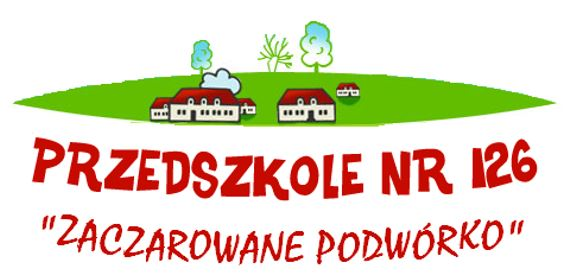 PRZEDSZKOLE NR 126
"ZACZAROWANE PODWÓRKO"